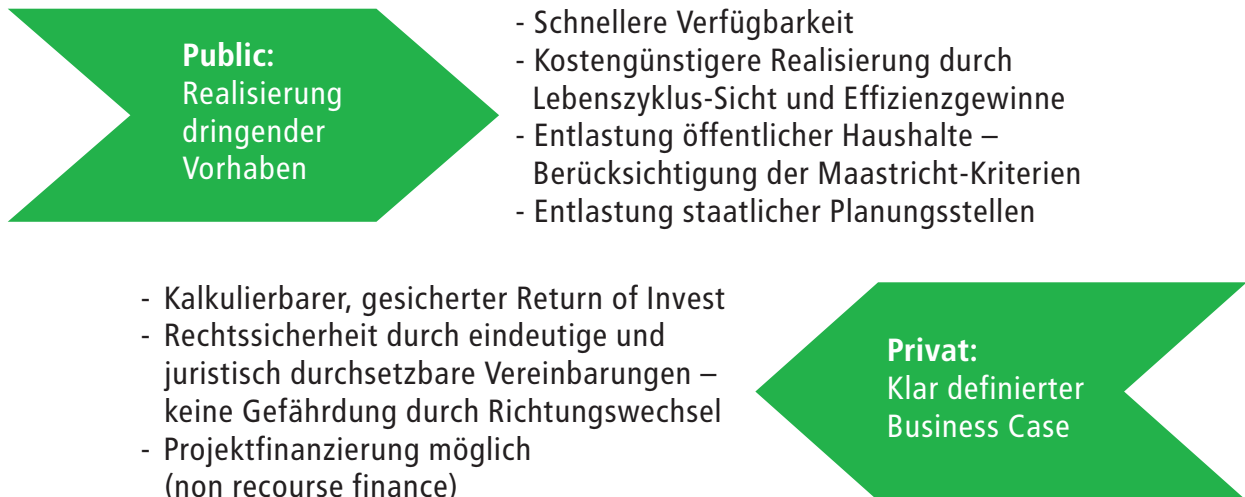 Public:
Realisierung
dringender
Vorhaben
- Schnellere Verfügbarkeit
- Kostengünstigere Realisierung durch
Lebenszyklus-Sicht und Effizienzgewinne
- Entlastung öffentlicher Haushalte –
Berücksichtigung der Maastricht-Kriterien
- Entlastung staatlicher Planungsstellen
- Kalkulierbarer, gesicherter Return of Invest
- Rechtssicherheit durch eindeutige und
juristisch durchsetzbare Vereinbarungen –
keine Gefährdung durch Richtungswechsel
- Projektfinanzierung möglich
(non recourse finance)
Privat:
Klar definierter
Business Case